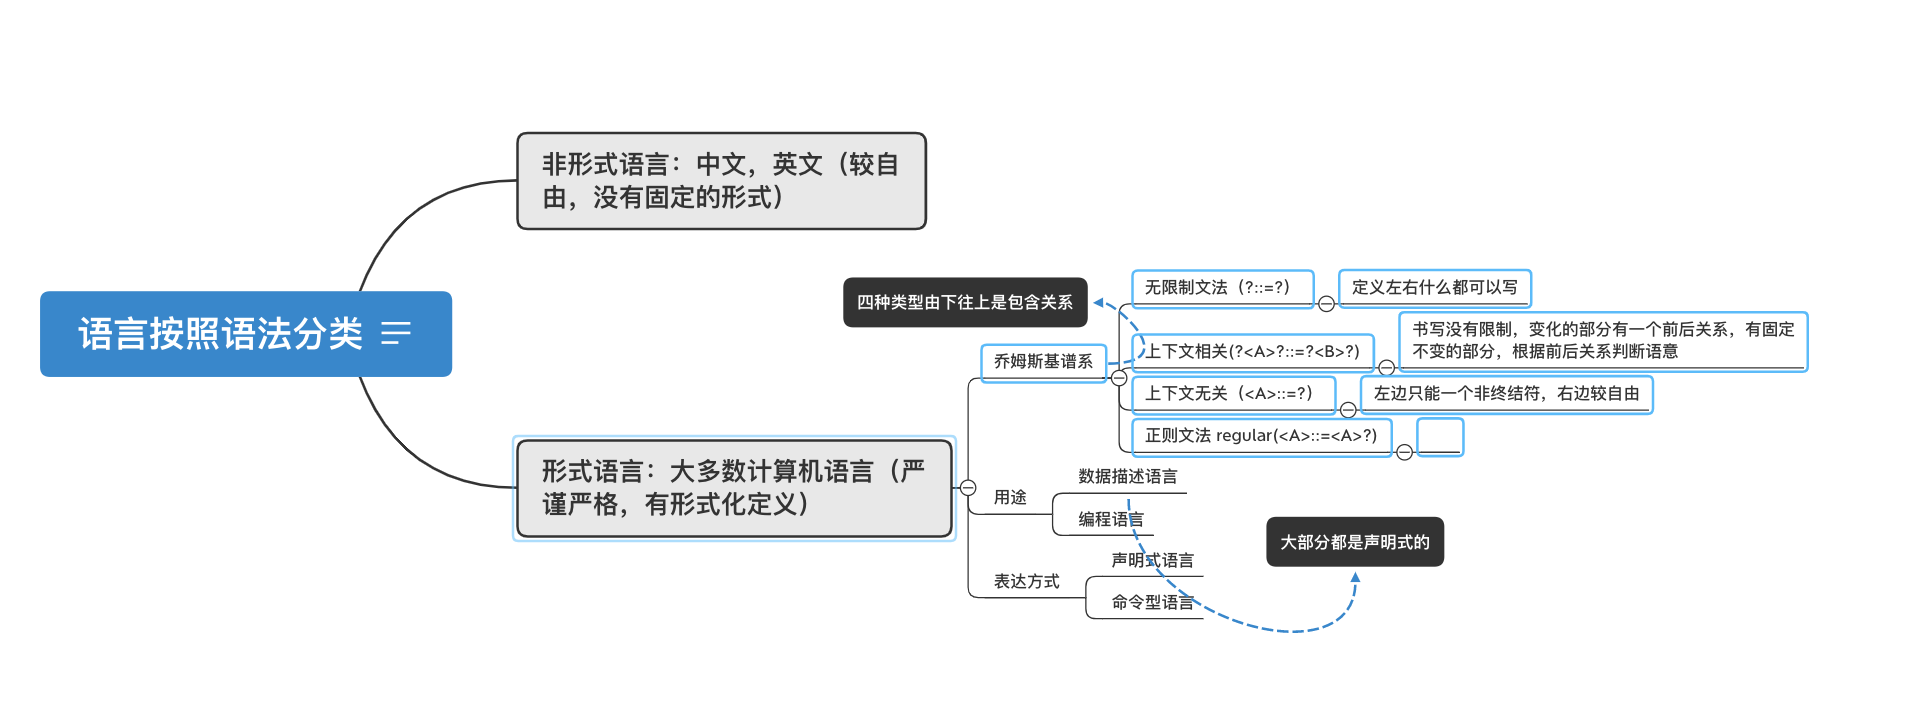 语言按照语法分类
非形式语言：中文，英文（较自
由，没有固定的形式）
形式语言：大多数计算机语言（严
谨严格，有形式化定义）
四种类型由下往上是包含关系
乔姆斯基谱系
无限制文法（?::=?）
定义左右什么都可以写
上下文相关(?<A>?::=?<B>?)
书写没有限制，变化的部分有一个前后关系，有固定
不变的部分，根据前后关系判断语意
上下文无关（<A>::=?）
左边只能一个非终结符，右边较自由
正则文法 regular(<A>::=<A>?)
用途
数据描述语言
编程语言
表达方式
声明式语言
命令型语言
大部分都是声明式的